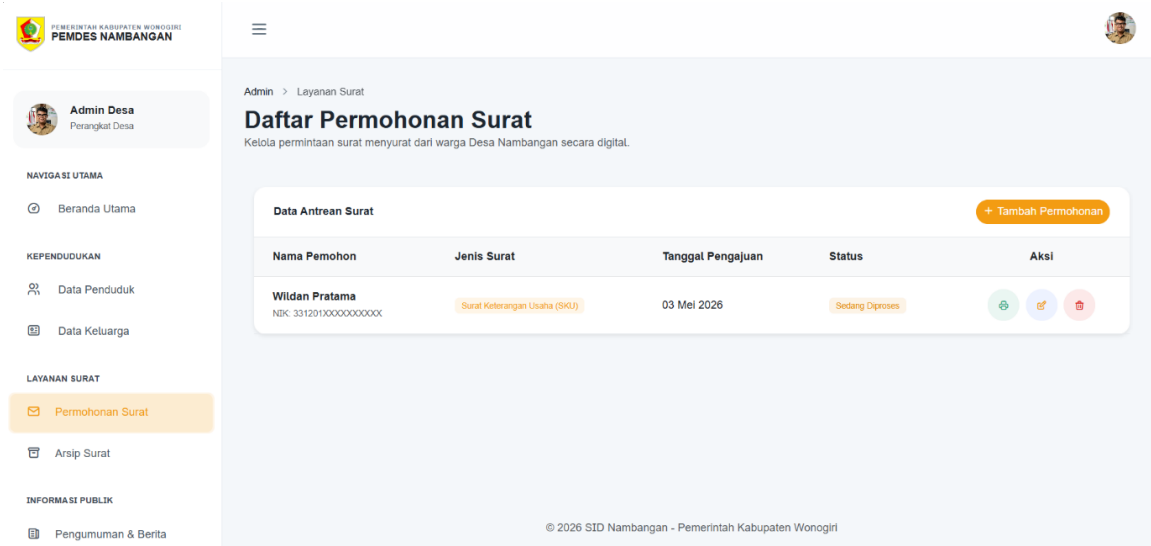 PEMERINTAH KABUPATEN WONOGIRI
PEMDES NAMBANGAN
Admin Desa
Perangkat Desa
NAVIGASI UTAMA
Beranda Utama
KEPENDUDUKAN
Data Penduduk
Data Keluarga
LAYANAN SURAT
Permohonan Surat
Arsip Surat
INFORMASI PUBLIK
Pengumuman & Berita
Admin > Layanan Surat
Daftar Permohonan Surat
Kelola permintaan surat menyurat dari warga Desa Nambangan secara digital.
Data Antrean Surat
+ Tambah Permohonan
Nama Pemohon Jenis Surat Tanggal Pengajuan Status Aksi
Wildan Pratama Surat Keterangan Usaha (SKU) 03 Mei 2026 Sedang Diproses
NIK: 331201XXXXXXXXXX
© 2026 SID Nambangan - Pemerintah Kabupaten Wonogiri